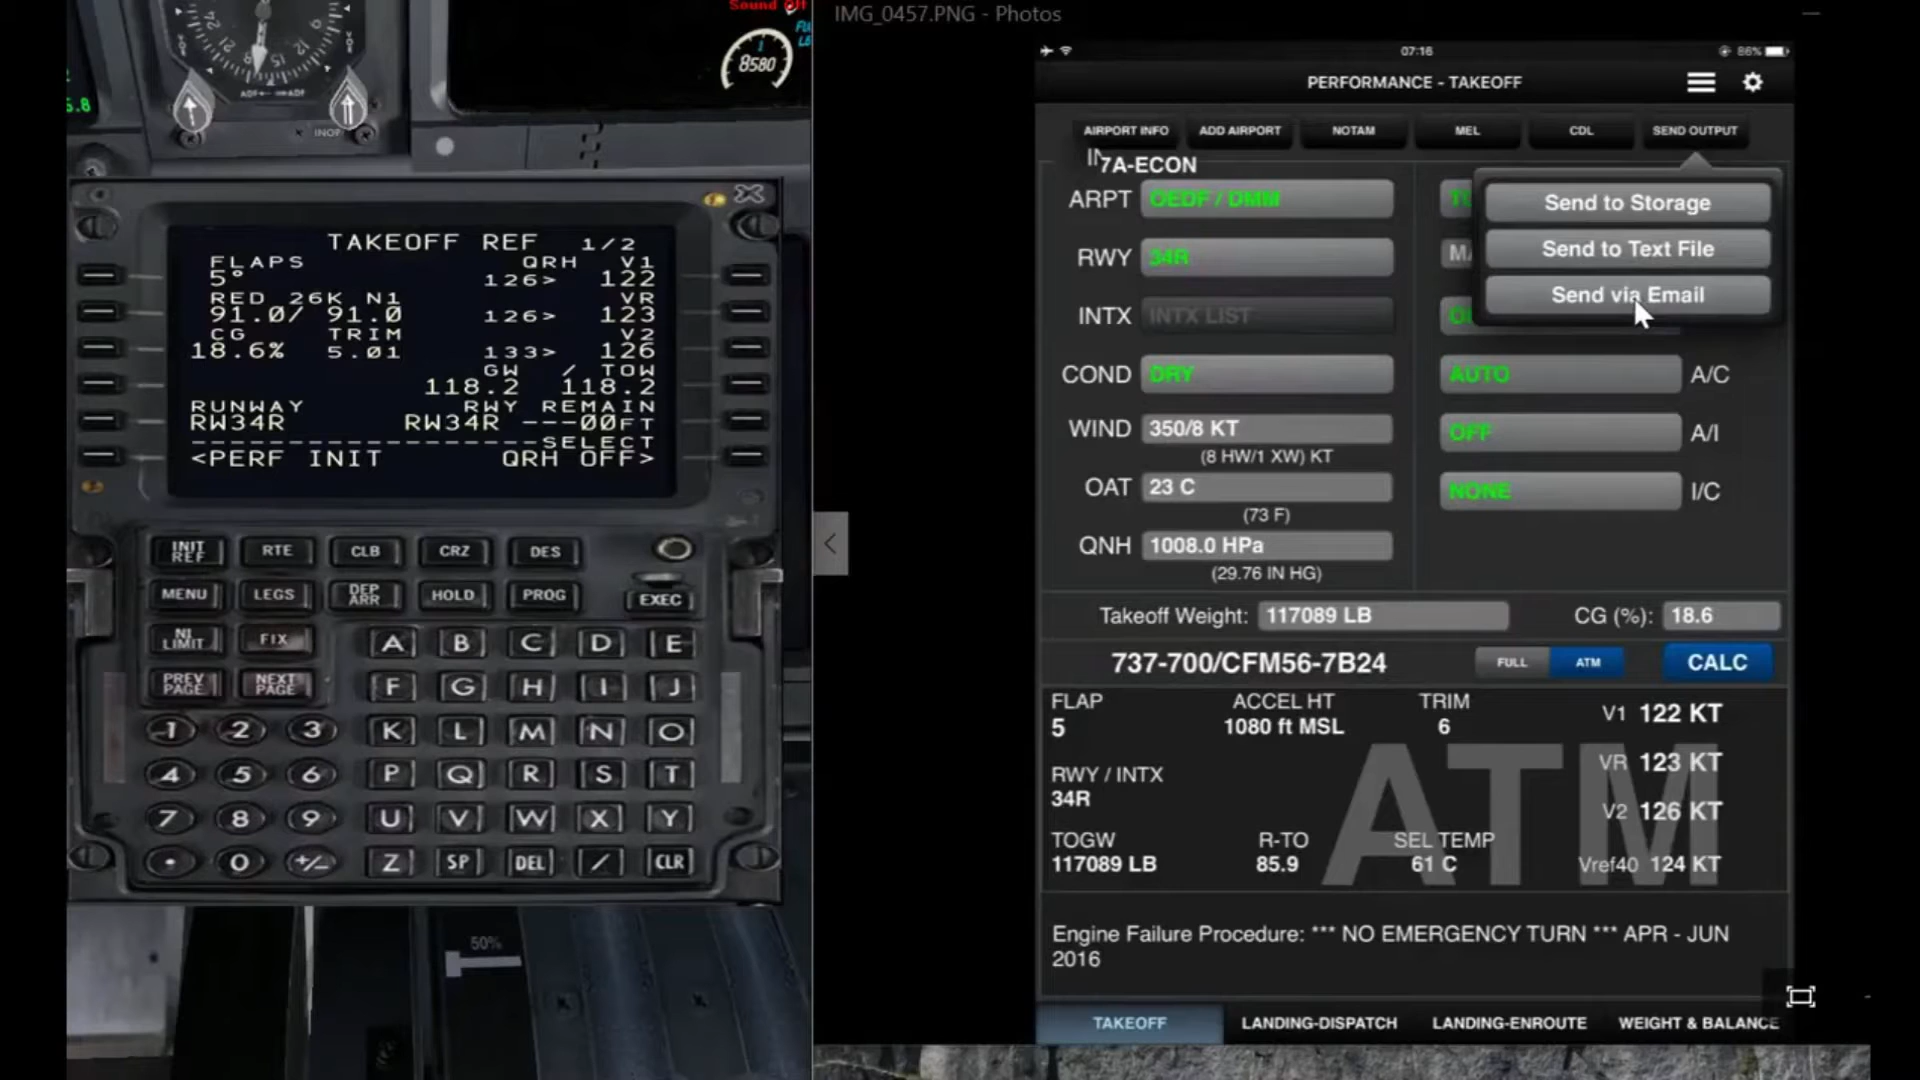 Sound Off
IMG_0457.PNG - Photos
8580
INOP
5.8
TAKEOFF REF 1/2
FLAPS QRH V1
5° 126> 122
RED 26K N1 VR
91.0/ 91.0 126> 123
CG TRIM V2
18.6% 5.01 133> 126
GW / TOW
118.2 118.2
RUNWAY RWY REMAIN
RW34R RW34R ---00FT
--------------------SELECT
<PERF INIT QRH OFF>
INIT REF RTE CLB CRZ DES
MENU LEGS DEP ARR HOLD PROG EXEC
N1 LIMIT FIX A B C D E
PREV PAGE NEXT PAGE F G H I J
1 2 3 K L M N O
4 5 6 P Q R S T
7 8 9 U V W X Y
. 0 +/- Z SP DEL / CLR
50%
07:16
86%
PERFORMANCE - TAKEOFF
AIRPORT INFO ADD AIRPORT NOTAM MEL CDL SEND OUTPUT
7A-ECON
ARPT OEDF / DMM
Send to Storage
RWY 34R
Send to Text File
INTX INTX LIST
Send via Email
COND DRY AUTO A/C
WIND 350/8 KT OFF A/I
(8 HW/1 XW) KT
OAT 23 C NONE I/C
(73 F)
QNH 1008.0 HPa
(29.76 IN HG)
Takeoff Weight: 117089 LB CG (%): 18.6
737-700/CFM56-7B24 FULL ATM CALC
FLAP ACCEL HT TRIM V1 122 KT
5 1080 ft MSL 6
RWY / INTX VR 123 KT
34R V2 126 KT
TOGW R-TO SEL TEMP
117089 LB 85.9 61 C Vref40 124 KT
ATM
Engine Failure Procedure: *** NO EMERGENCY TURN *** APR - JUN
2016
TAKEOFF LANDING-DISPATCH LANDING-ENROUTE WEIGHT & BALANCE